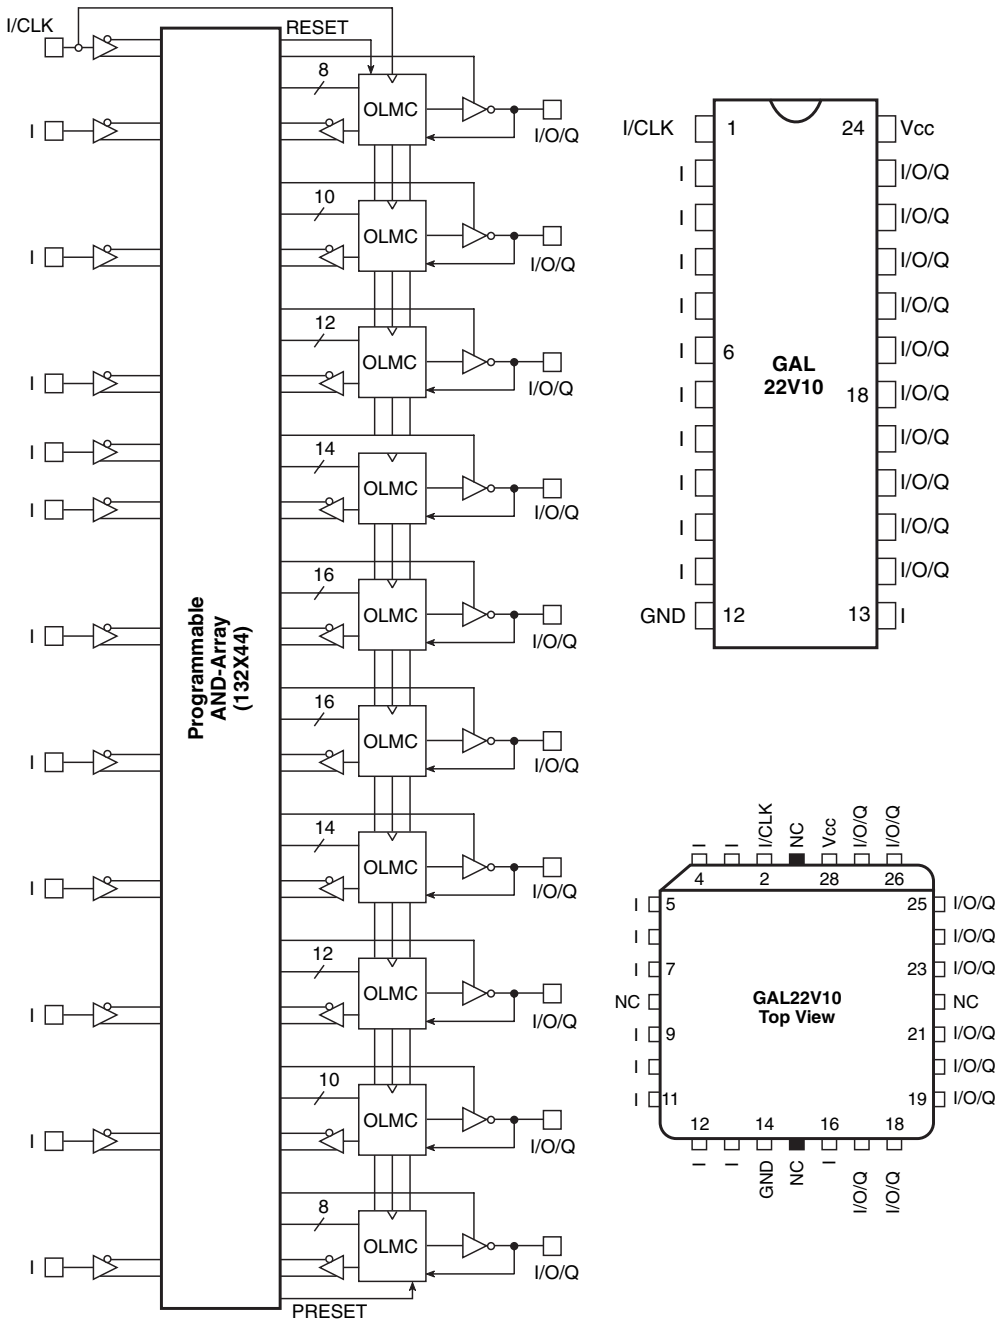 I/CLK
RESET
8
OLMC
I
I/O/Q
10
OLMC
I
I/O/Q
12
OLMC
I
I/O/Q
I
14
OLMC
I
I/O/Q
16
OLMC
I
I/O/Q
Programmable
AND-Array
(132X44)
16
OLMC
I
I/O/Q
14
OLMC
I
I/O/Q
12
OLMC
I
I/O/Q
10
OLMC
I
I/O/Q
8
OLMC
I
I/O/Q
PRESET
I/CLK 1 24 Vcc
I I/O/Q
I I/O/Q
I I/O/Q
I I/O/Q
I 6 I/O/Q
GAL
22V10
I 18 I/O/Q
I I/O/Q
I I/O/Q
I I/O/Q
I I/O/Q
GND 12 13 I
I I I/CLK NC Vcc I/O/Q I/O/Q
4 2 28 26
I 5 25 I/O/Q
I I/O/Q
I 7 23 I/O/Q
NC NC
GAL22V10
Top View
I 9 21 I/O/Q
I I/O/Q
I 11 19 I/O/Q
12 14 16 18
I I GND NC I I/O/Q I/O/Q